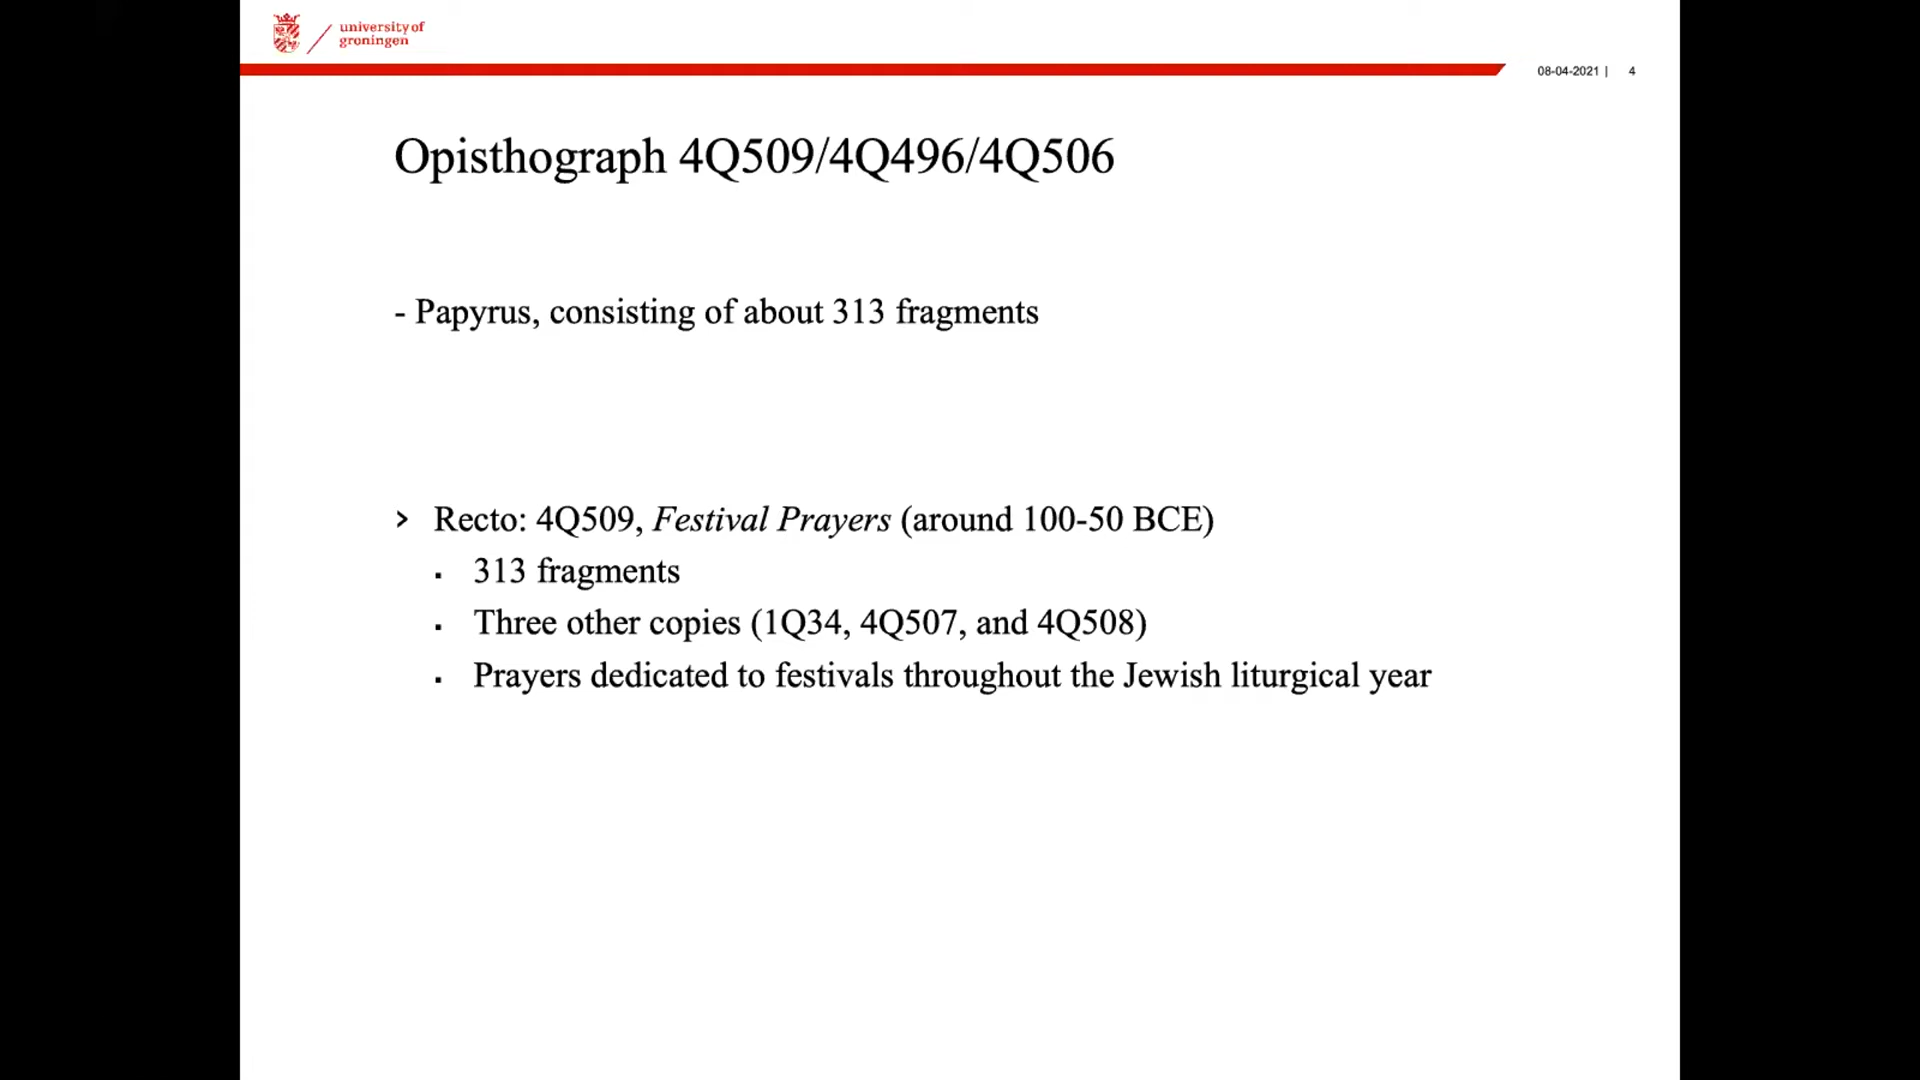 university of
groningen
08-04-2021 | 4
Opisthograph 4Q509/4Q496/4Q506
- Papyrus, consisting of about 313 fragments
› Recto: 4Q509, Festival Prayers (around 100-50 BCE)
▪ 313 fragments
▪ Three other copies (1Q34, 4Q507, and 4Q508)
▪ Prayers dedicated to festivals throughout the Jewish liturgical year